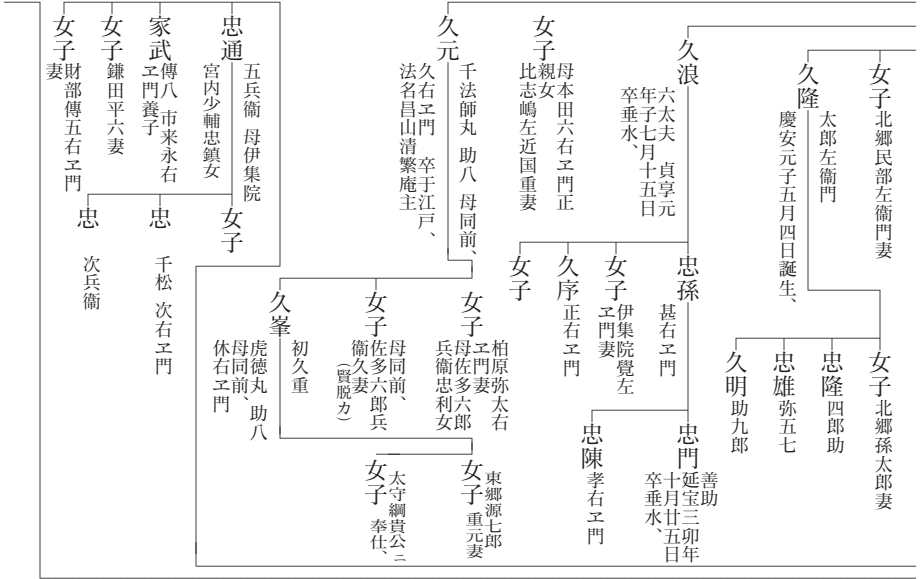 女子 北郷民部左衞門妻
久隆
太郎左衞門
慶安元子五月四日誕生、
女子 北郷孫太郎妻
忠隆 四郎助
忠雄 弥五七
久明 助九郎
久浪
六太夫 貞享元
年子七月十五日
卒垂水、
忠孫 甚右ヱ門
女子 伊集院覺左
ヱ門妻
久序 正右ヱ門
女子
忠門
善助
延宝三卯年
十月廿五日
卒垂水、
忠陳 孝右ヱ門
女子
母本田六右ヱ門正
親女
比志嶋左近国重妻
久元
千法師丸 助八 母同前、
久右ヱ門 卒于江戸、
法名昌山清繁庵主
女子
柏原弥太右
ヱ門妻
母佐多六郎
兵衞忠利女
女子
母同前、
佐多六郎兵
衞久妻
(賢脱カ)
久峯
初久重
虎徳丸 助八
母同前、
休右ヱ門
女子
東郷源七郎
重元妻
女子
太守綱貴公ニ
奉仕、
忠通
五兵衞 母伊集院
宮内少輔忠鎮女
家武
傳八 市来永右
ヱ門養子
女子 鎌田平六妻
女子
財部傳五右ヱ門
妻
女子
忠 千松 次右ヱ門
忠 次兵衞